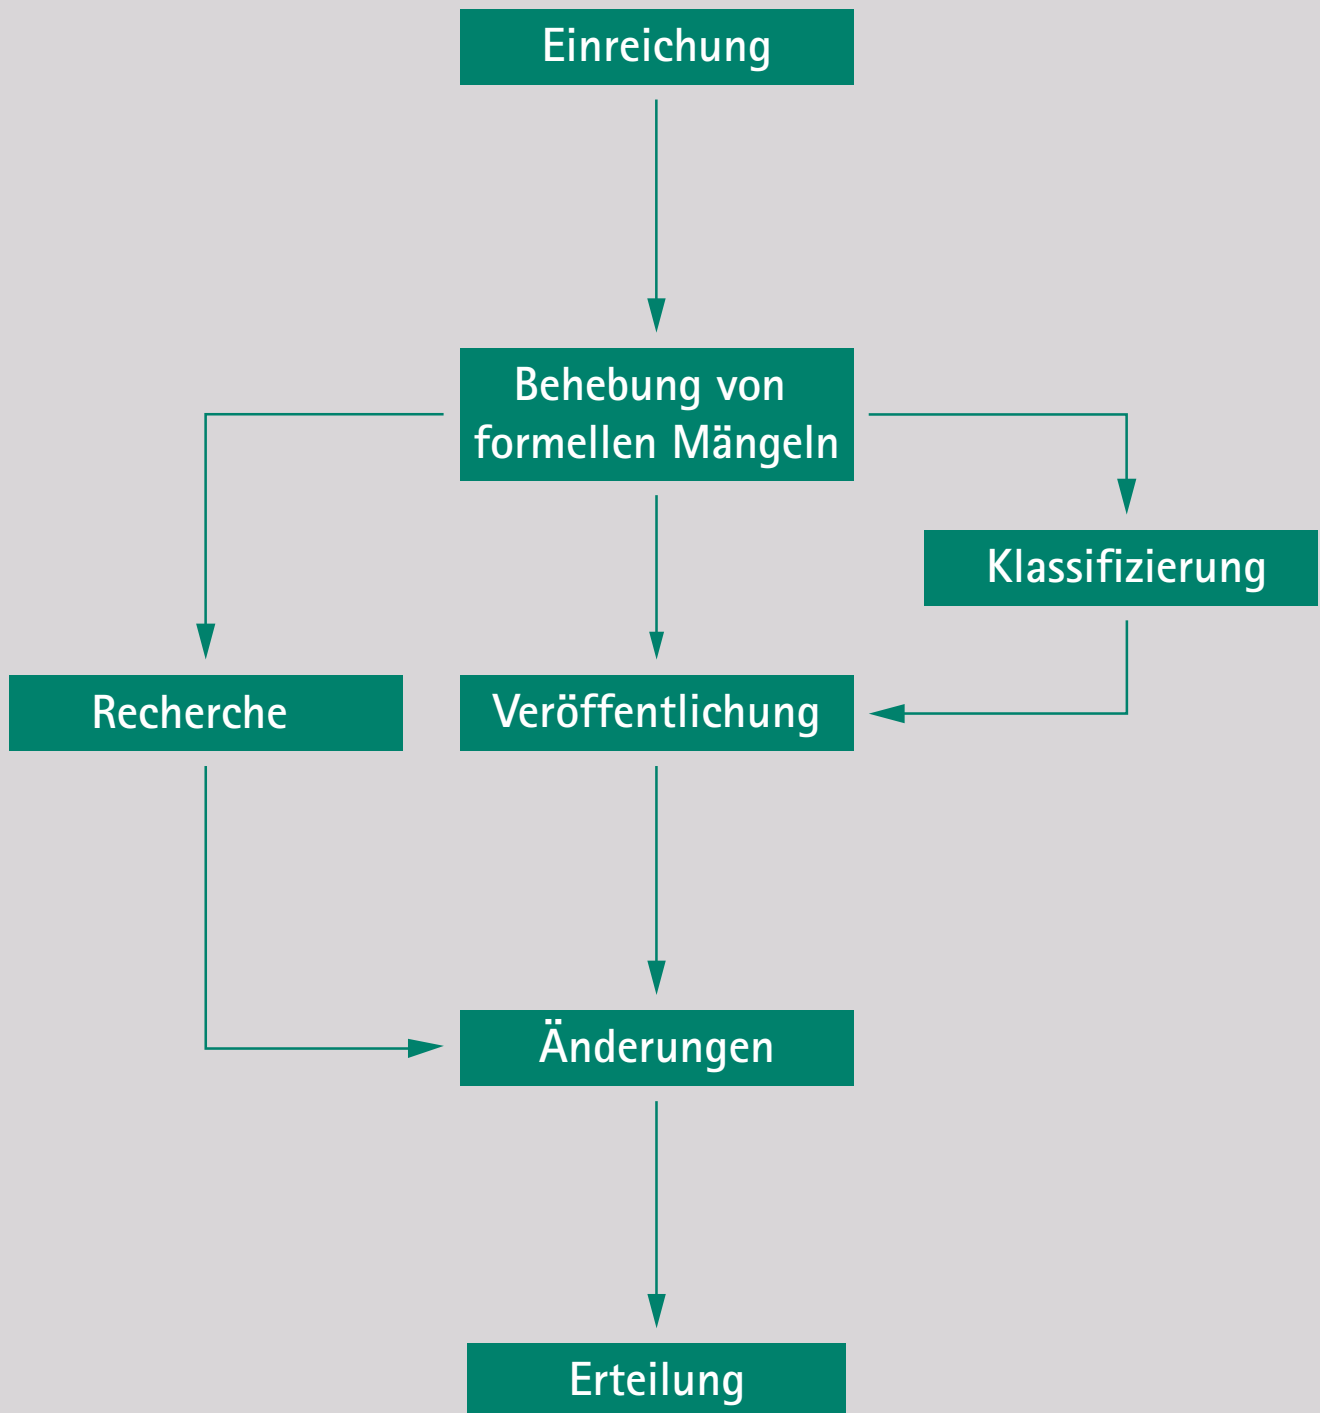 Einreichung
Behebung von
formellen Mängeln
Klassifizierung
Recherche
Veröffentlichung
Änderungen
Erteilung